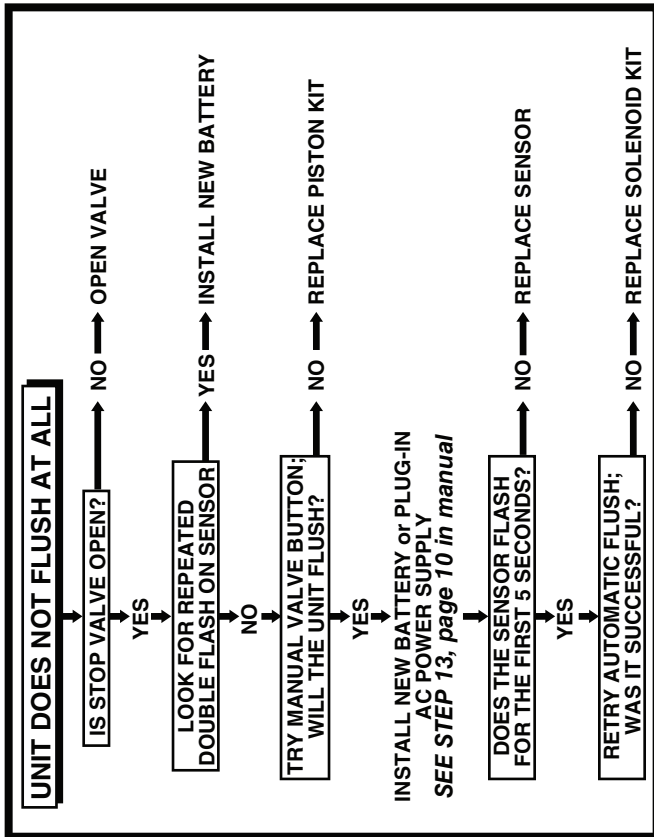 UNIT DOES NOT FLUSH AT ALL
IS STOP VALVE OPEN?
NO
OPEN VALVE
YES
LOOK FOR REPEATED
DOUBLE FLASH ON SENSOR
YES
INSTALL NEW BATTERY
NO
TRY MANUAL VALVE BUTTON;
WILL THE UNIT FLUSH?
NO
REPLACE PISTON KIT
YES
INSTALL NEW BATTERY or PLUG-IN
AC POWER SUPPLY
SEE STEP 13, page 10 in manual
DOES THE SENSOR FLASH
FOR THE FIRST 5 SECONDS?
NO
REPLACE SENSOR
YES
RETRY AUTOMATIC FLUSH;
WAS IT SUCCESSFUL?
NO
REPLACE SOLENOID KIT